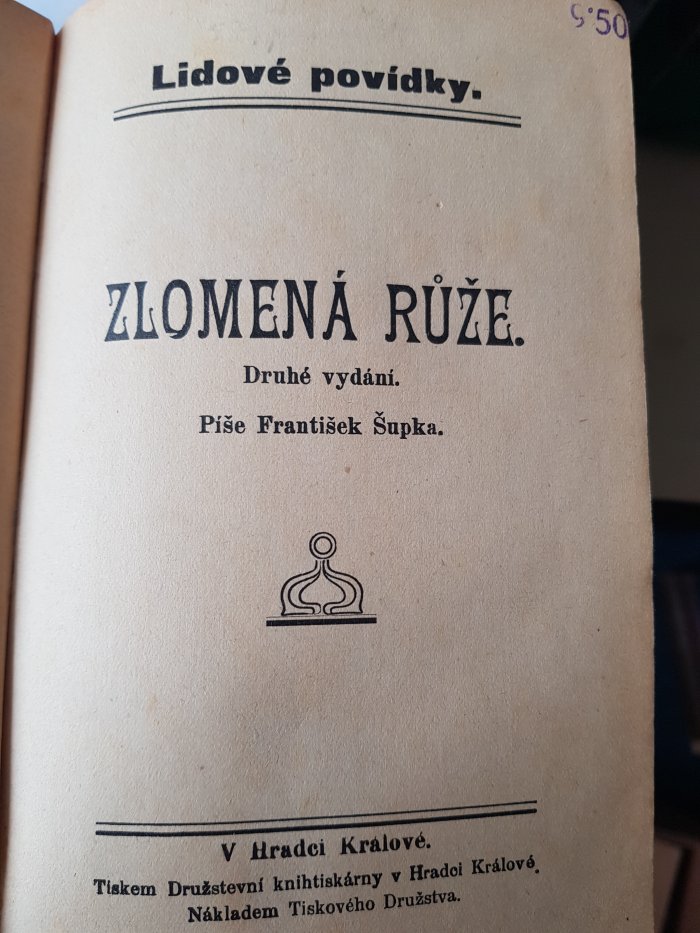 9.50
Lidové povídky.
ZLOMENÁ RŮŽE.
Druhé vydání.
Píše František Šupka.
V Hradci Králové.
Tiskem Družstevní knihtiskárny v Hradci Králové.
Nákladem Tiskového Družstva.